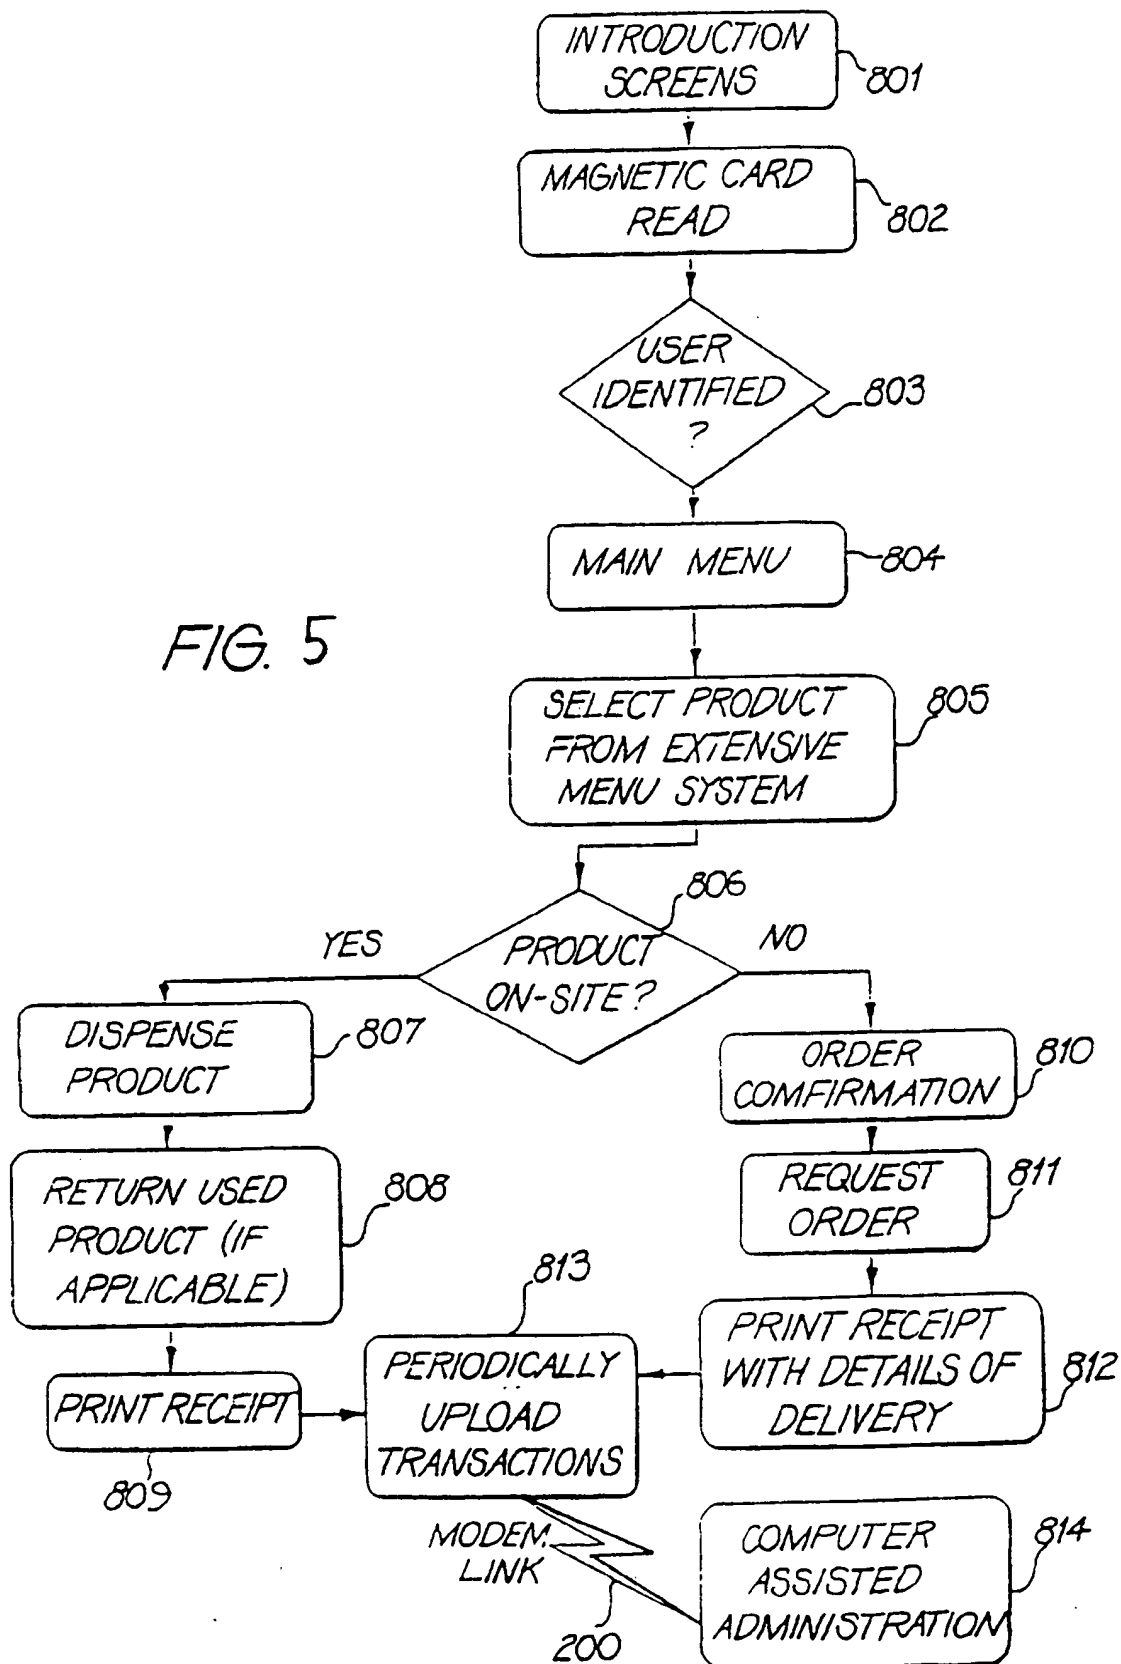 INTRODUCTION
SCREENS
801
MAGNETIC CARD
READ
802
USER
IDENTIFIED
?
803
MAIN MENU
804
FIG. 5
SELECT PRODUCT
FROM EXTENSIVE
MENU SYSTEM
805
806
YES
PRODUCT
ON-SITE?
NO
DISPENSE
PRODUCT
807
ORDER
COMFIRMATION
810
RETURN USED
PRODUCT (IF
APPLICABLE)
808
REQUEST
ORDER
811
813
PRINT RECEIPT
809
PERIODICALLY
UPLOAD
TRANSACTIONS
PRINT RECEIPT
WITH DETAILS OF
DELIVERY
812
MODEM
LINK
200
COMPUTER
ASSISTED
ADMINISTRATION
814